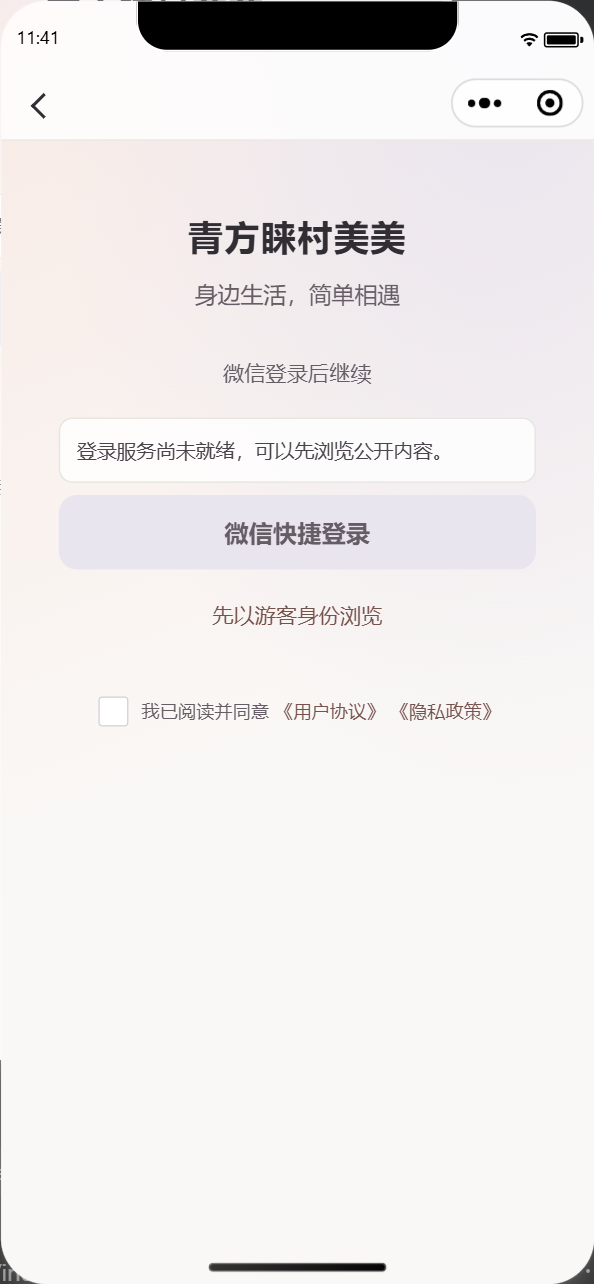 11:41
青方睐村美美
身边生活，简单相遇
微信登录后继续
登录服务尚未就绪，可以先浏览公开内容。
微信快捷登录
先以游客身份浏览
我已阅读并同意 《用户协议》 《隐私政策》